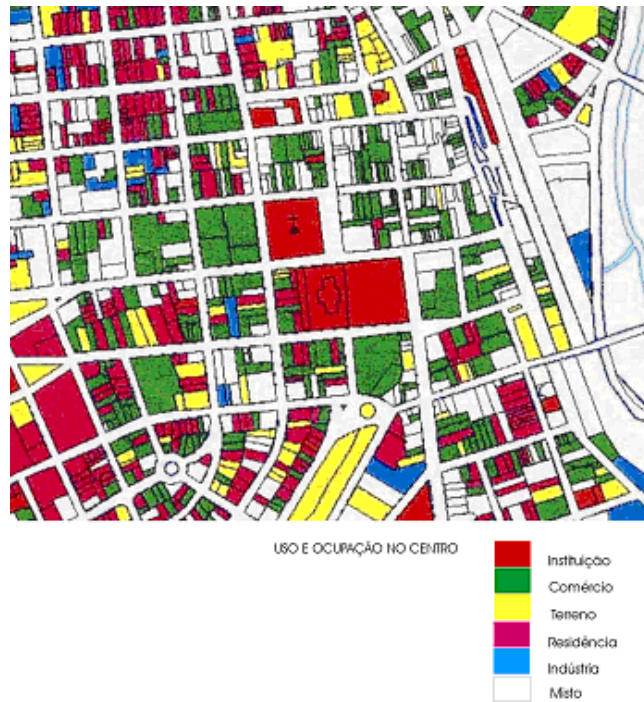 USO E OCUPAÇÃO NO CENTRO
Instituição
Comércio
Terreno
Residência
Indústria
Misto